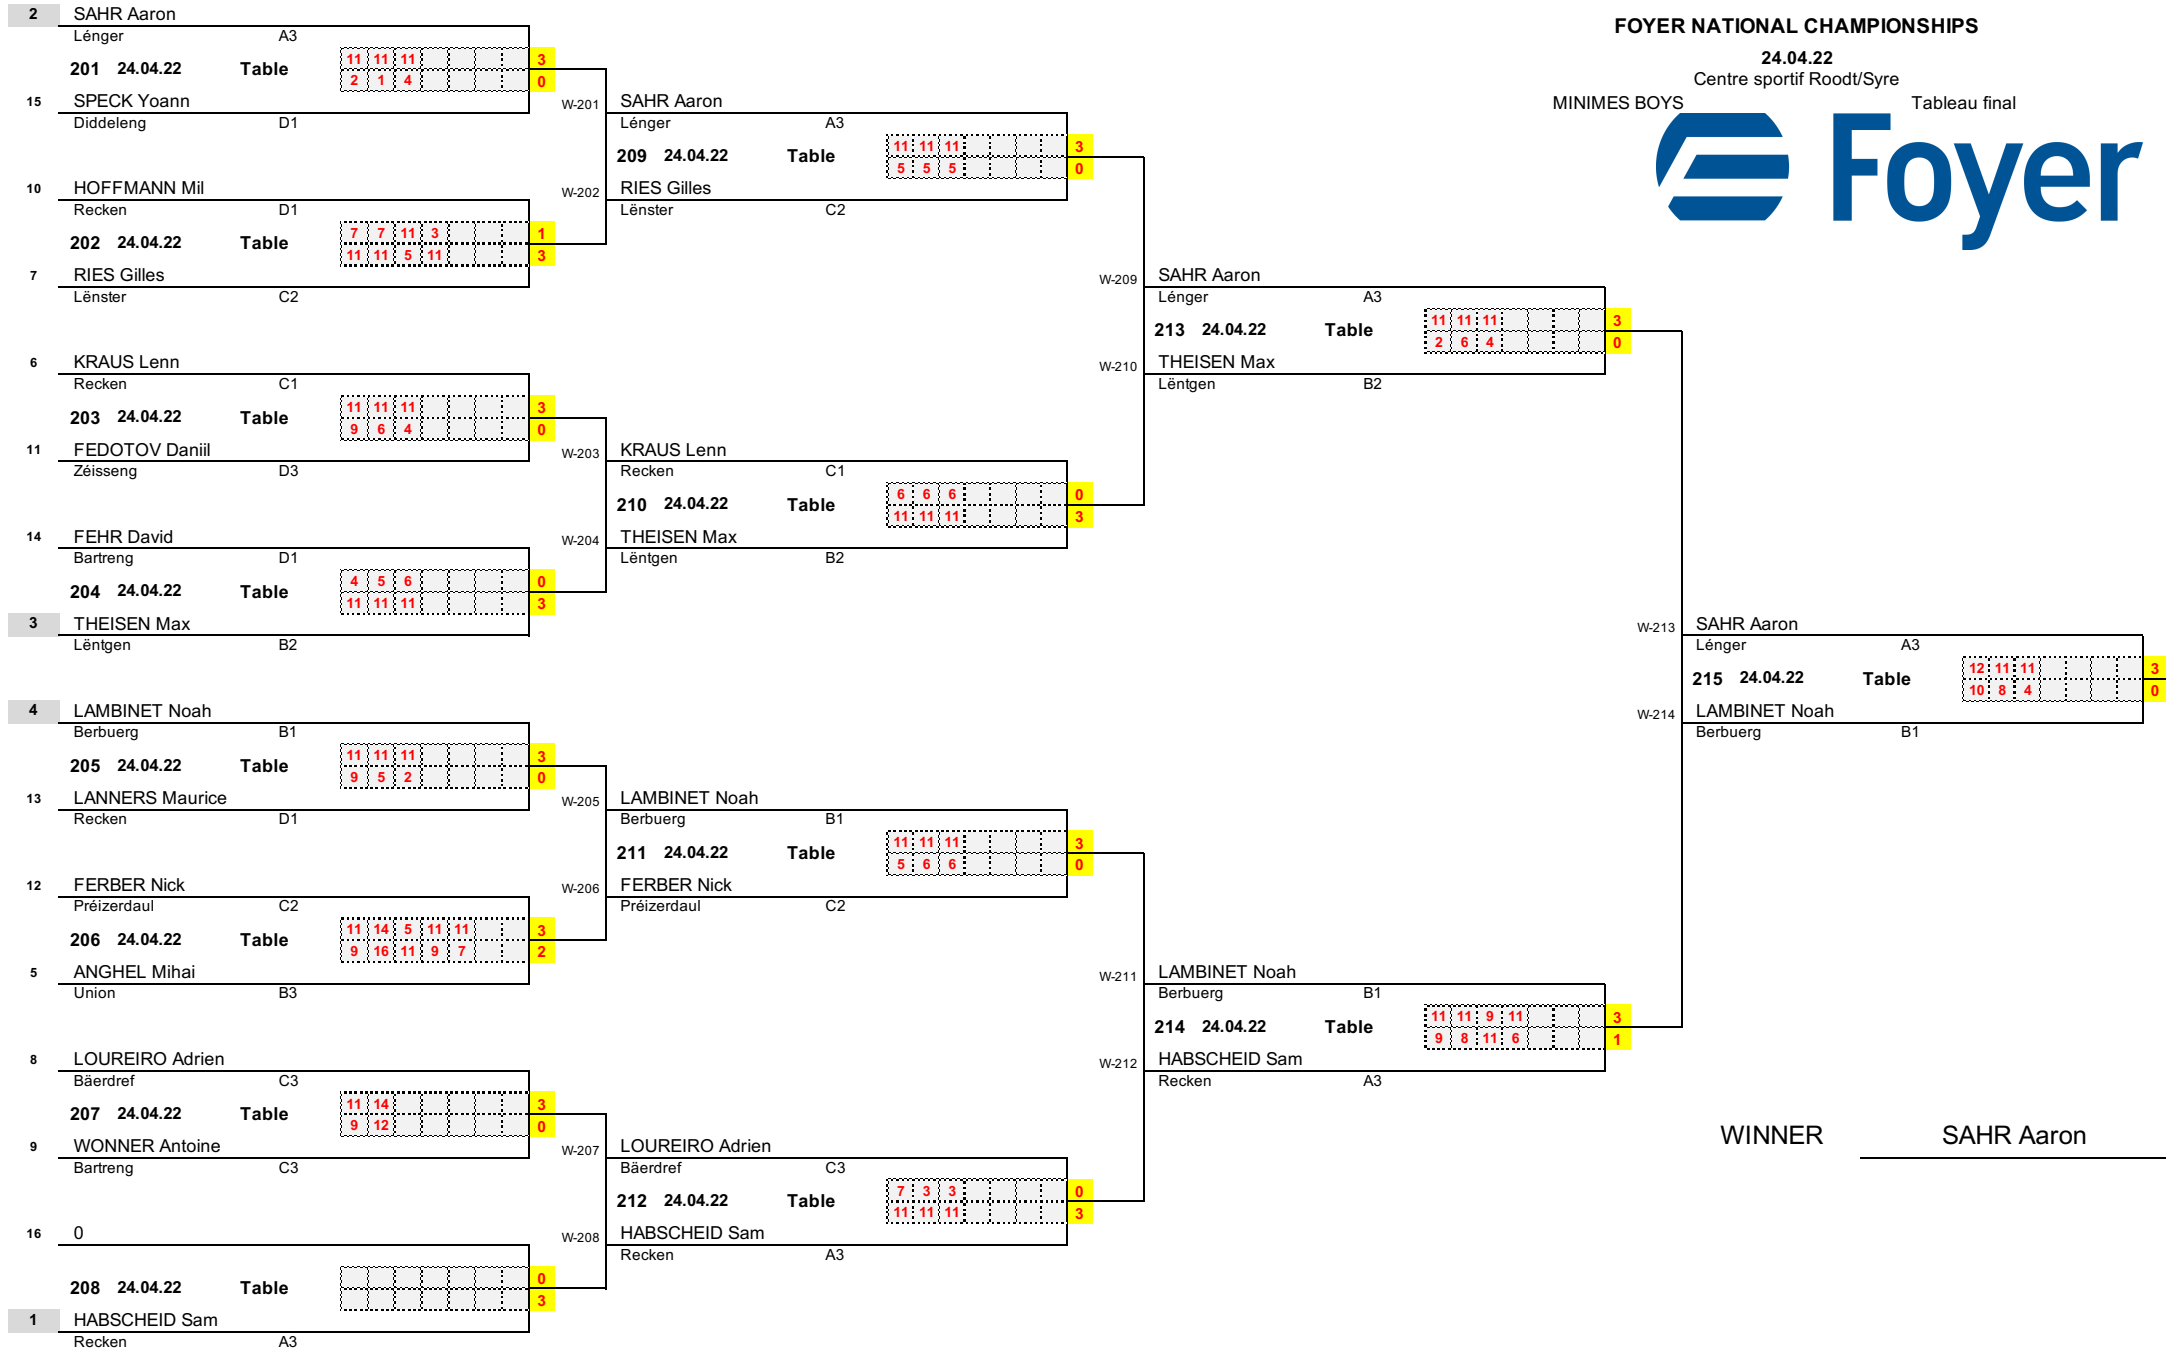 FOYER NATIONAL CHAMPIONSHIPS
24.04.22
Centre sportif Roodt/Syre
MINIMES BOYS Tableau final
Foyer
2 SAHR Aaron
Lénger A3
201 24.04.22 Table
11 11 11 3
2 1 4 0
15 SPECK Yoann
Diddeleng D1
10 HOFFMANN Mil
Recken D1
202 24.04.22 Table
7 7 11 3 1
11 11 5 11 3
7 RIES Gilles
Lënster C2
6 KRAUS Lenn
Recken C1
203 24.04.22 Table
11 11 11 3
9 6 4 0
11 FEDOTOV Daniil
Zéisseng D3
14 FEHR David
Bartreng D1
204 24.04.22 Table
4 5 6 0
11 11 11 3
3 THEISEN Max
Lëntgen B2
4 LAMBINET Noah
Berbuerg B1
205 24.04.22 Table
11 11 11 3
9 5 2 0
13 LANNERS Maurice
Recken D1
12 FERBER Nick
Préizerdaul C2
206 24.04.22 Table
11 14 5 11 11 3
9 16 11 9 7 2
5 ANGHEL Mihai
Union B3
8 LOUREIRO Adrien
Bäerdref C3
207 24.04.22 Table
11 14 3
9 12 0
9 WONNER Antoine
Bartreng C3
16 0
208 24.04.22 Table
0
3
1 HABSCHEID Sam
Recken A3
W-201 SAHR Aaron
Lénger A3
209 24.04.22 Table
11 11 11 3
5 5 5 0
W-202 RIES Gilles
Lënster C2
W-203 KRAUS Lenn
Recken C1
210 24.04.22 Table
6 6 6 0
11 11 11 3
W-204 THEISEN Max
Lëntgen B2
W-205 LAMBINET Noah
Berbuerg B1
211 24.04.22 Table
11 11 11 3
5 6 6 0
W-206 FERBER Nick
Préizerdaul C2
W-207 LOUREIRO Adrien
Bäerdref C3
212 24.04.22 Table
7 3 3 0
11 11 11 3
W-208 HABSCHEID Sam
Recken A3
W-209 SAHR Aaron
Lénger A3
213 24.04.22 Table
11 11 11 3
2 6 4 0
W-210 THEISEN Max
Lëntgen B2
W-211 LAMBINET Noah
Berbuerg B1
214 24.04.22 Table
11 11 9 11 3
9 8 11 6 1
W-212 HABSCHEID Sam
Recken A3
W-213 SAHR Aaron
Lénger A3
215 24.04.22 Table
12 11 11 3
10 8 4 0
W-214 LAMBINET Noah
Berbuerg B1
WINNER SAHR Aaron